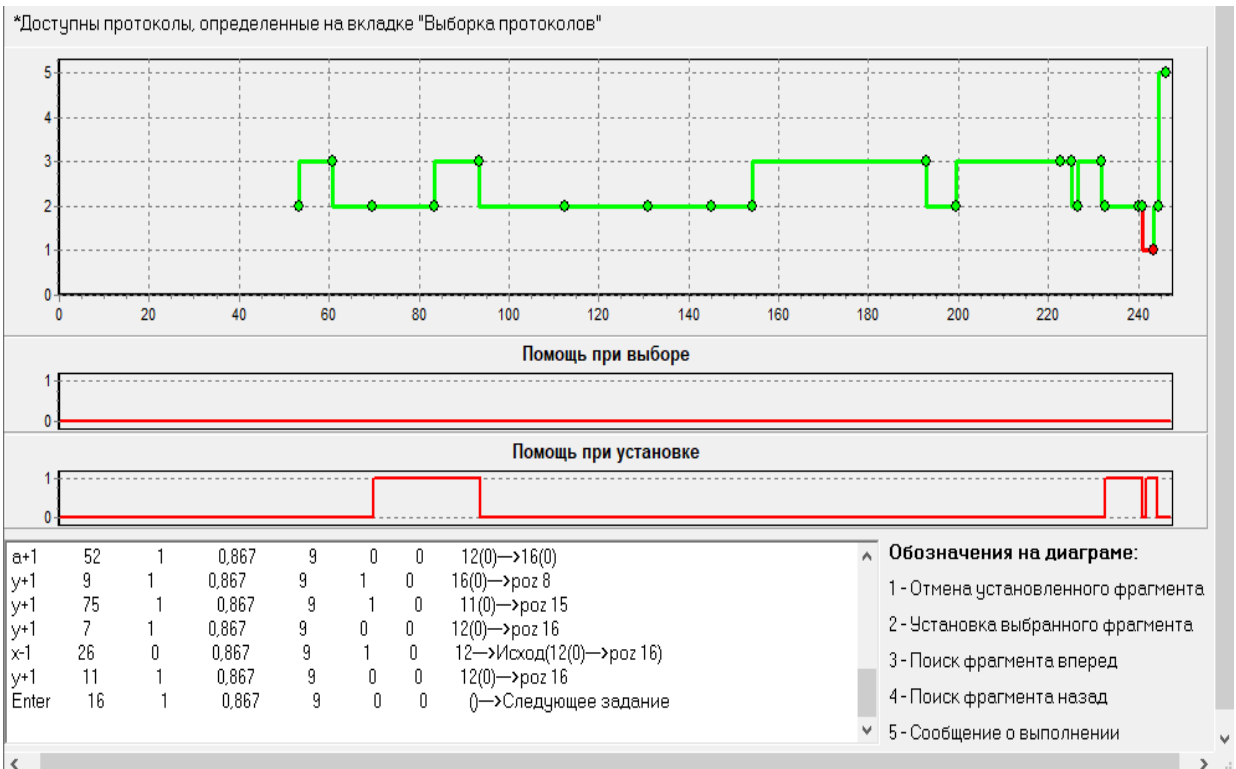 *Доступны протоколы, определенные на вкладке "Выборка протоколов"
5
4
3
2
1
0
0 20 40 60 80 100 120 140 160 180 200 220 240
Помощь при выборе
1
0
Помощь при установке
1
0
a+1 52 1 0,867 9 0 0 12(0)—>16(0)
y+1 9 1 0,867 9 1 0 16(0)—>poz 8
y+1 75 1 0,867 9 1 0 11(0)—>poz 15
y+1 7 1 0,867 9 0 0 12(0)—>poz 16
x-1 26 0 0,867 9 1 0 12—>Исход(12(0)—>poz 16)
y+1 11 1 0,867 9 0 0 12(0)—>poz 16
Enter 16 1 0,867 9 0 0 ()—>Следующее задание
Обозначения на диаграме:
1 - Отмена установленного фрагмента
2 - Установка выбранного фрагмента
3 - Поиск фрагмента вперед
4 - Поиск фрагмента назад
5 - Сообщение о выполнении